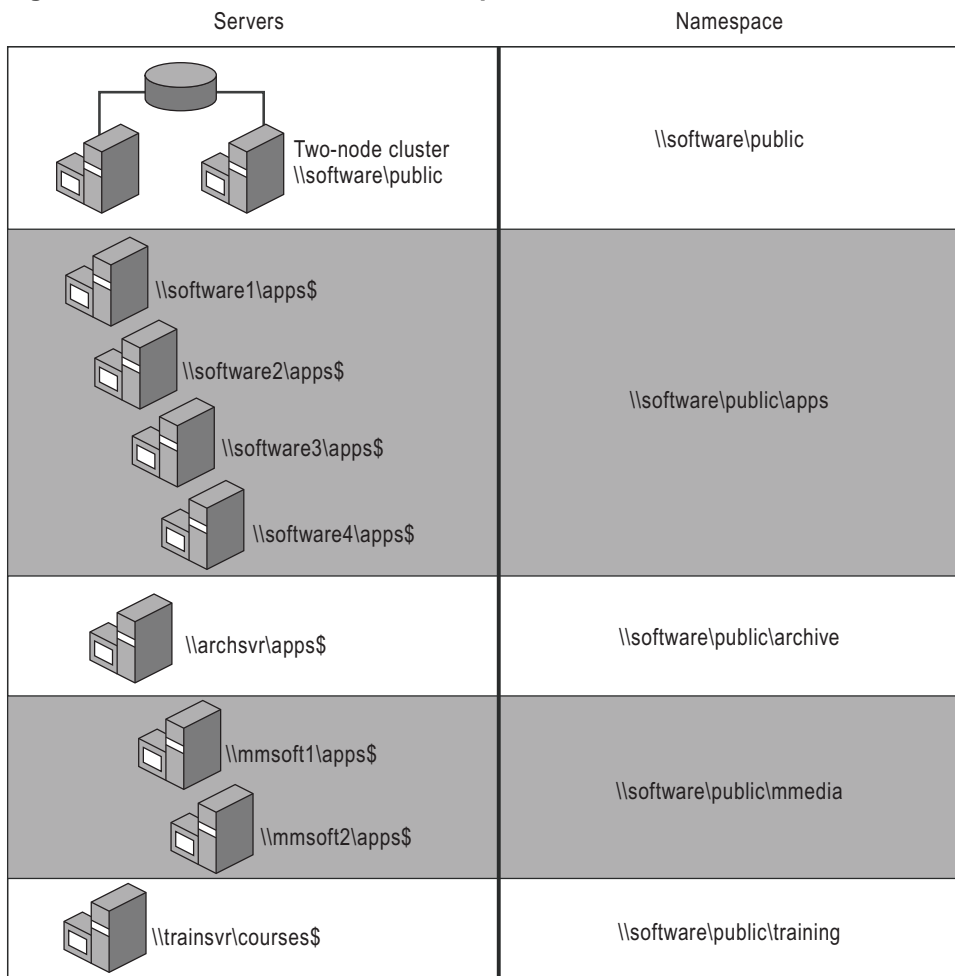 Servers
Namespace
Two-node cluster
\\software\public
\\software\public
\\software1\apps$
\\software2\apps$
\\software3\apps$
\\software4\apps$
\\software\public\apps
\\archsvr\apps$
\\software\public\archive
\\mmsoft1\apps$
\\mmsoft2\apps$
\\software\public\mmedia
\\trainsvr\courses$
\\software\public\training